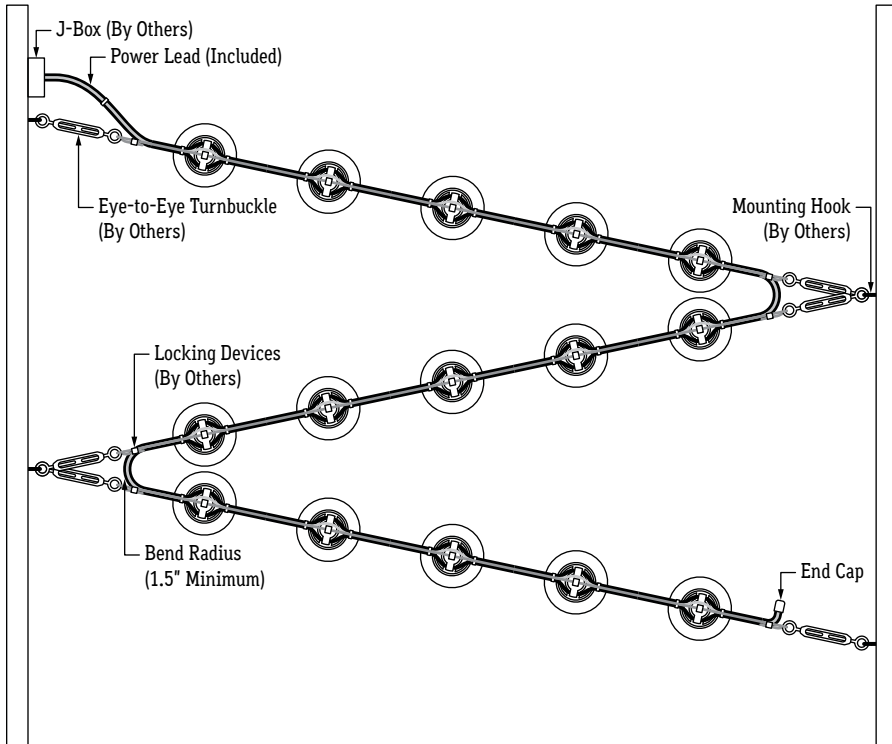 J-Box (By Others)
Power Lead (Included)
Eye-to-Eye Turnbuckle
(By Others)
Mounting Hook
(By Others)
Locking Devices
(By Others)
Bend Radius
(1.5" Minimum)
End Cap